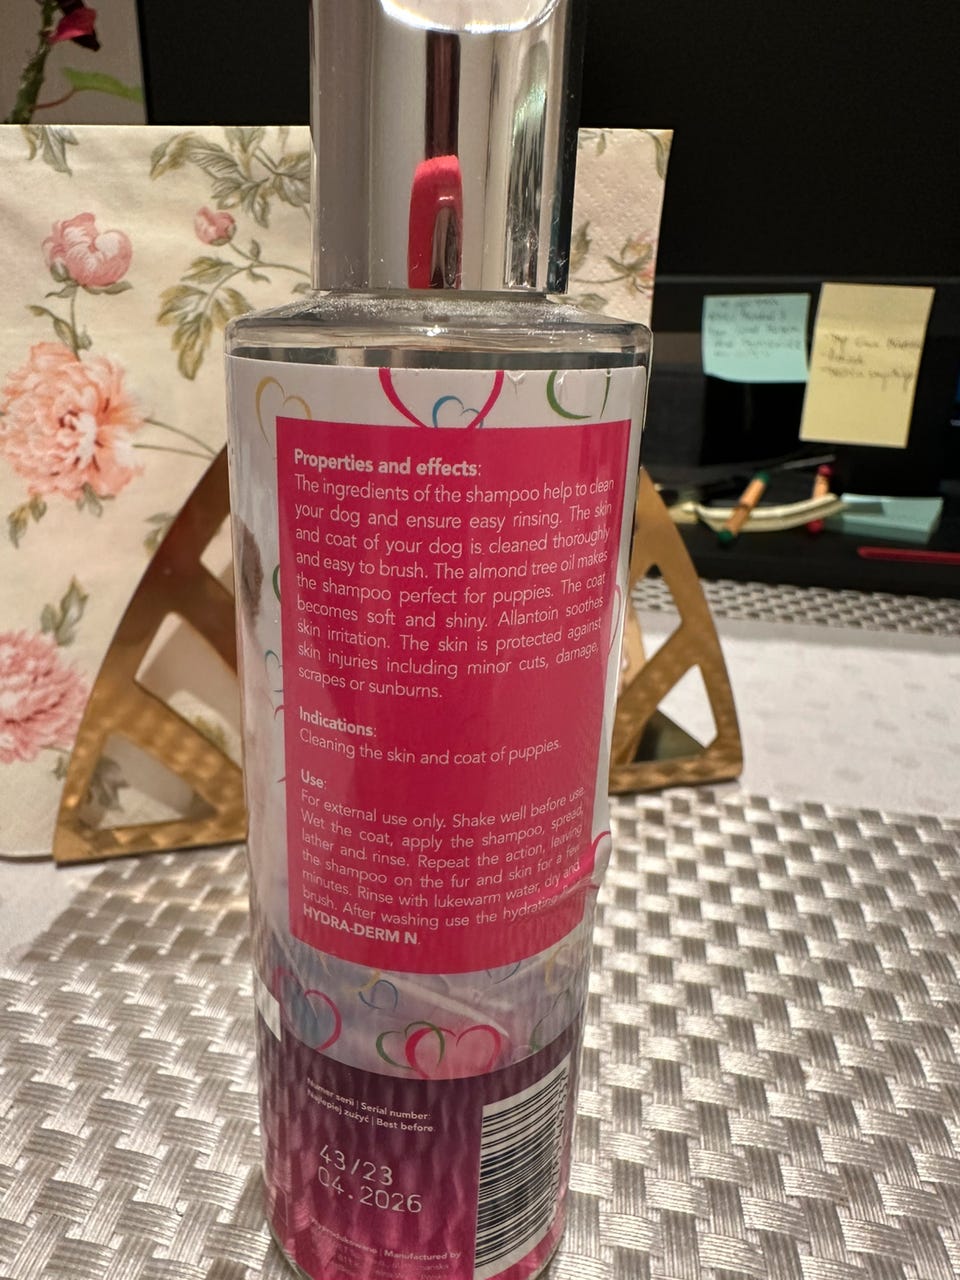 Properties and effects:
The ingredients of the shampoo help to clean
your dog and ensure easy rinsing. The skin
and coat of your dog is cleaned thoroughly
and easy to brush. The almond tree oil makes
the shampoo perfect for puppies. The coat
becomes soft and shiny. Allantoin soothes
skin irritation. The skin is protected against
skin injuries including minor cuts, damage,
scrapes or sunburns.
Indications:
Cleaning the skin and coat of puppies.
Use:
For external use only. Shake well before use.
Wet the coat, apply the shampoo, spread,
lather and rinse. Repeat the action, leaving
the shampoo on the fur and skin for a few
minutes. Rinse with lukewarm water, dry and
brush. After washing use the hydrating
HYDRA-DERM N.
Numer serii | Serial number:
Najlepiej zużyć | Best before:
43/23
04.2026
| Manufactured by